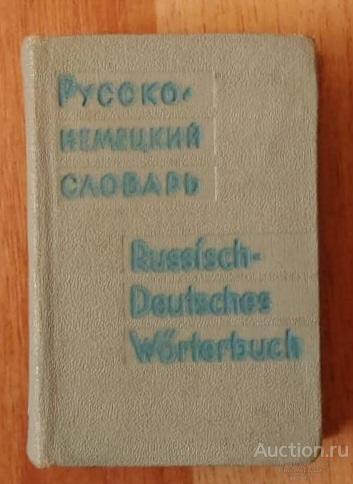 Русско-
немецкий
словарь
Russisch-
Deutsches
Wörterbuch
Auction.ru